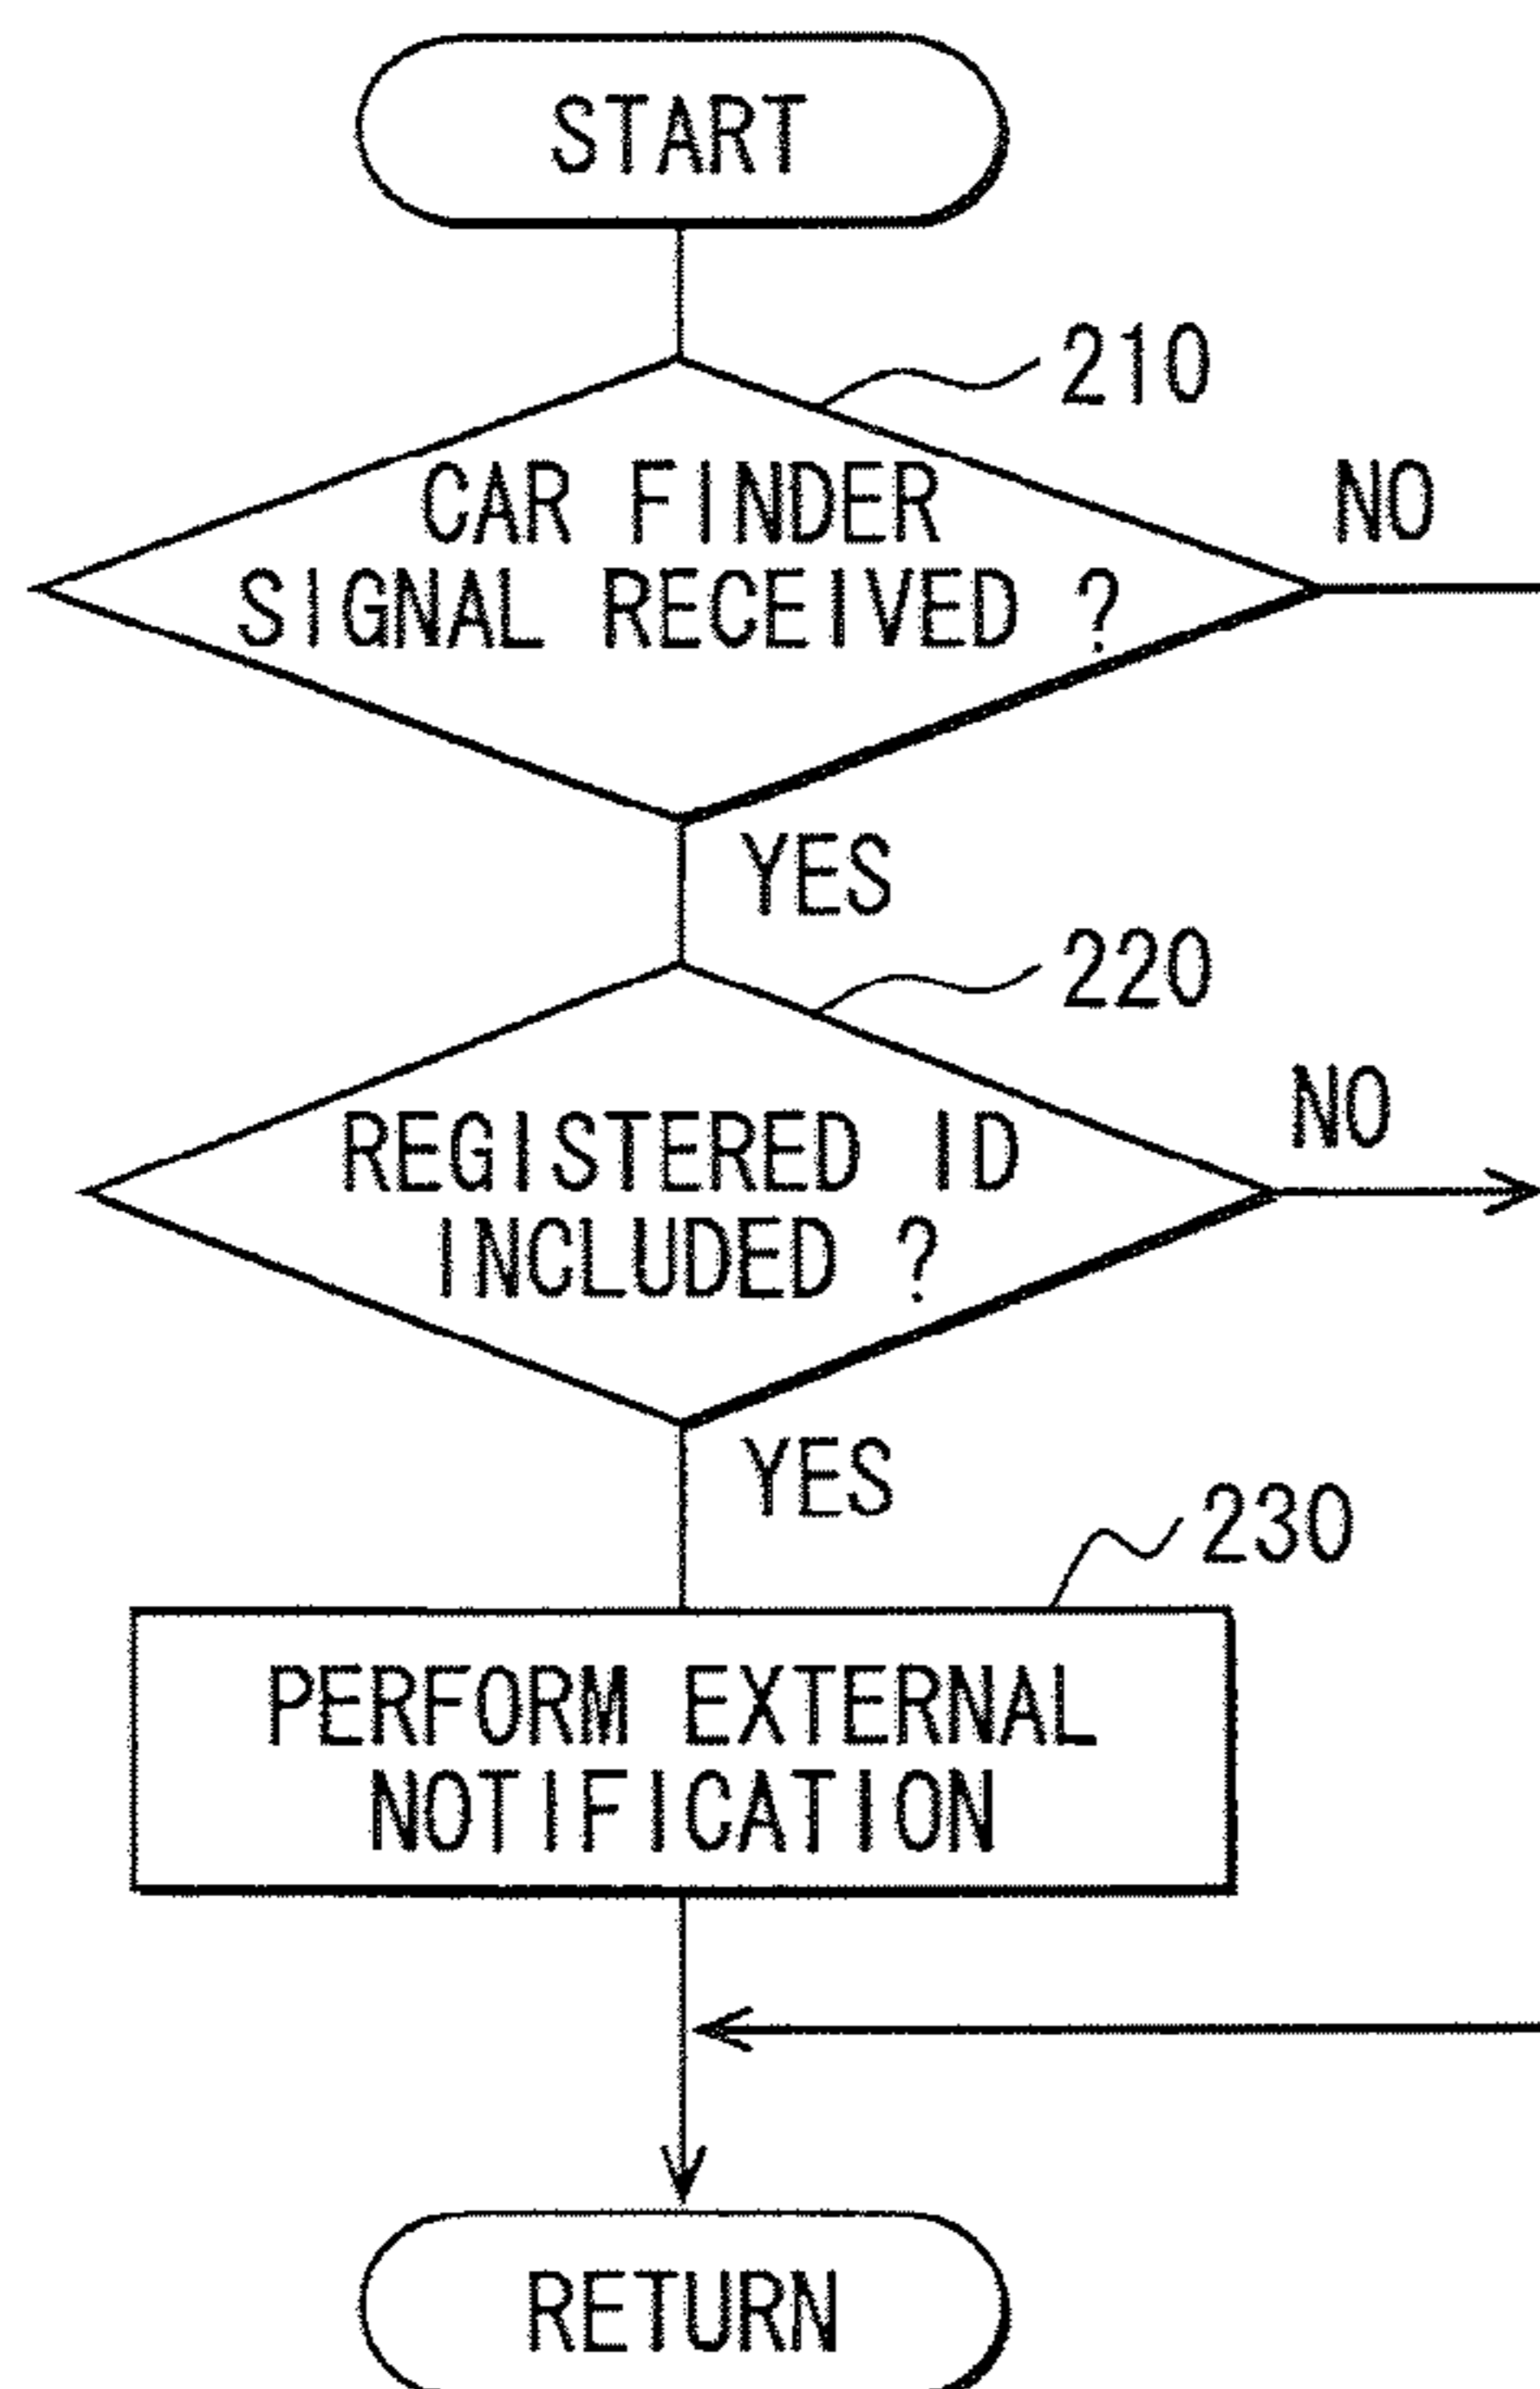 START
210
CAR FINDER
SIGNAL RECEIVED ?
NO
YES
220
REGISTERED ID
INCLUDED ?
NO
YES
230
PERFORM EXTERNAL
NOTIFICATION
RETURN